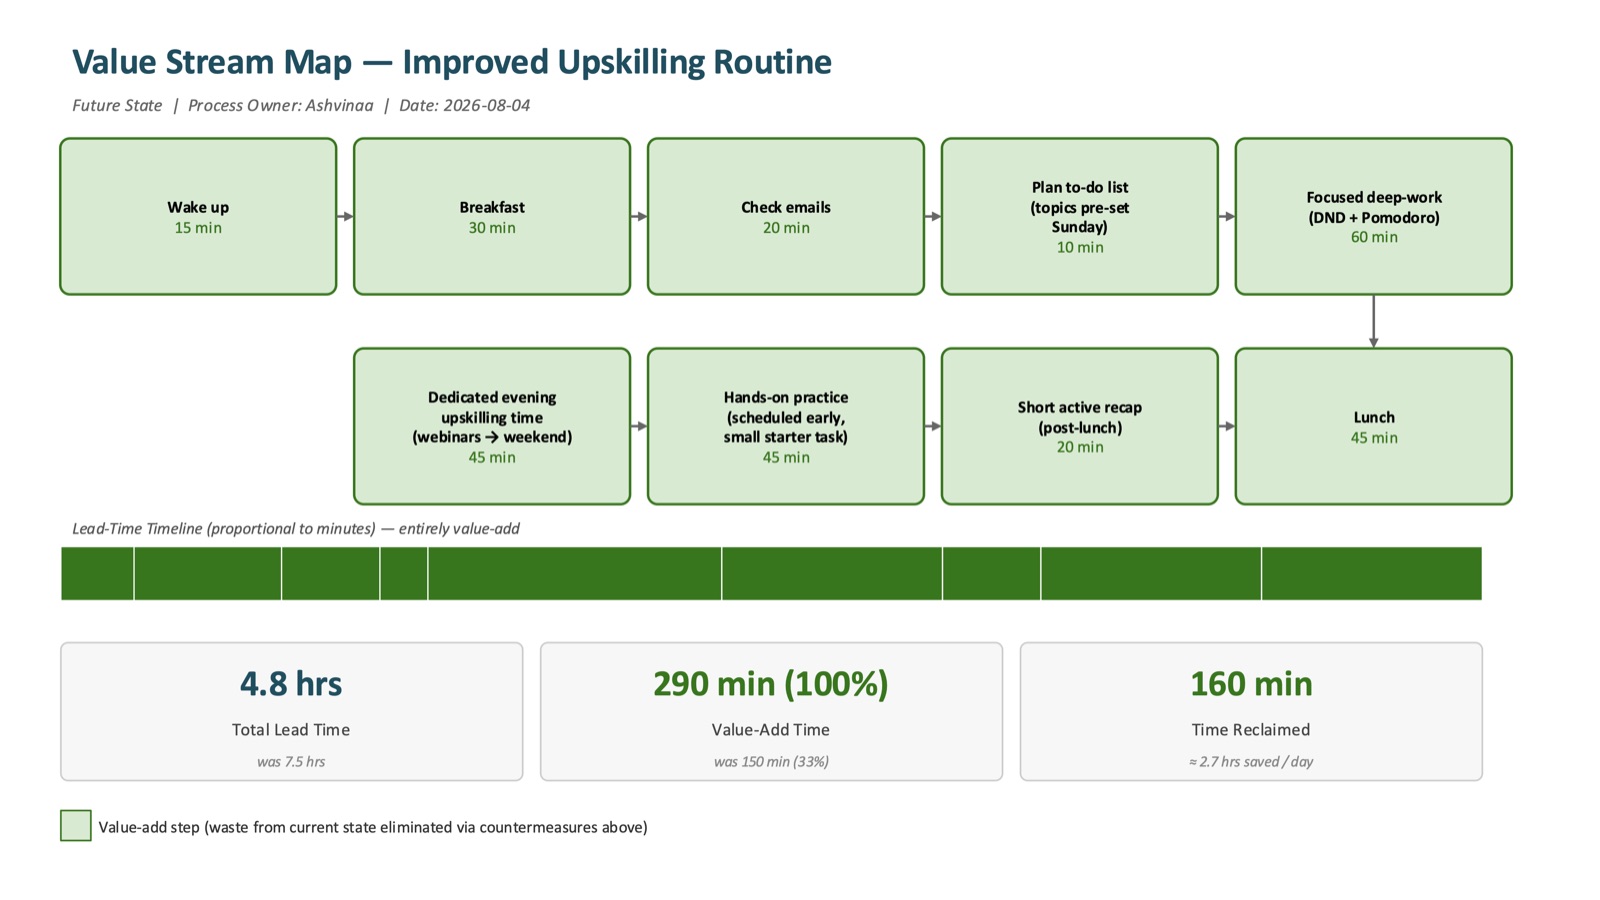 Value Stream Map — Improved Upskilling Routine
Future State | Process Owner: Ashvinaa | Date: 2026-08-04
Wake up
15 min
Breakfast
30 min
Check emails
20 min
Plan to-do list
(topics pre-set
Sunday)
10 min
Focused deep-work
(DND + Pomodoro)
60 min
Dedicated evening
upskilling time
(webinars → weekend)
45 min
Hands-on practice
(scheduled early,
small starter task)
45 min
Short active recap
(post-lunch)
20 min
Lunch
45 min
Lead-Time Timeline (proportional to minutes) — entirely value-add
4.8 hrs
Total Lead Time
was 7.5 hrs
290 min (100%)
Value-Add Time
was 150 min (33%)
160 min
Time Reclaimed
≈ 2.7 hrs saved / day
Value-add step (waste from current state eliminated via countermeasures above)